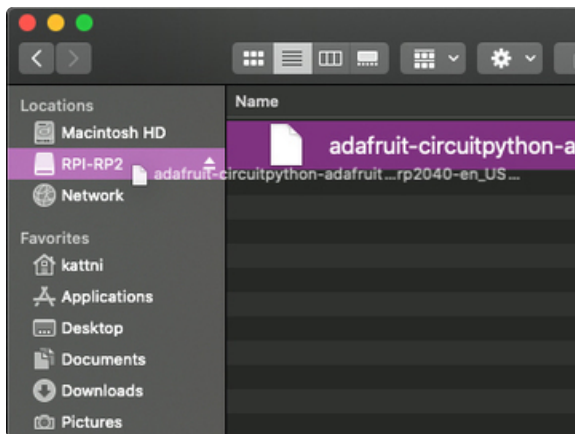 Locations
Macintosh HD
RPI-RP2
Network
Favorites
kattni
Applications
Desktop
Documents
Downloads
Pictures
Name
adafruit-circuitpython-a
adafruit-circuitpython-adafruit...rp2040-en_US...